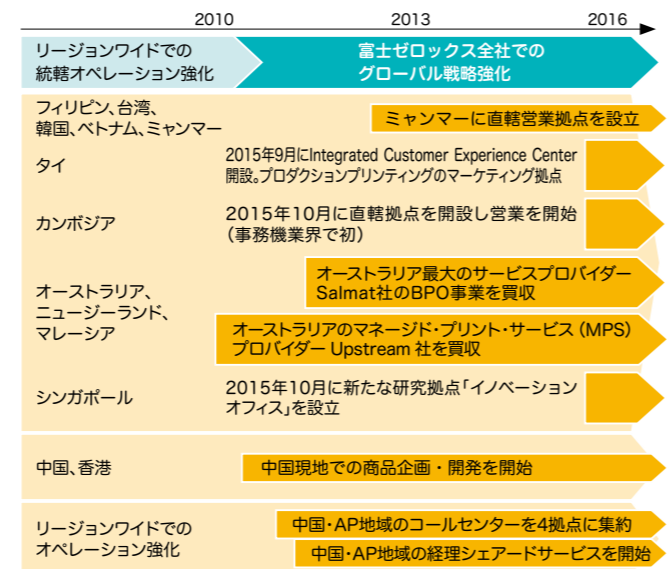 2010 2013 2016
リージョンワイドでの
統轄オペレーション強化
富士ゼロックス全社での
グローバル戦略強化
フィリピン、台湾、
韓国、ベトナム、ミャンマー
ミャンマーに直轄営業拠点を設立
タイ
2015年9月にIntegrated Customer Experience Center
開設。プロダクションプリンティングのマーケティング拠点
カンボジア
2015年10月に直轄拠点を開設し営業を開始
（事務機業界で初）
オーストラリア、
ニュージーランド、
マレーシア
オーストラリア最大のサービスプロバイダー
Salmat社のBPO事業を買収
オーストラリアのマネージド・プリント・サービス（MPS）
プロバイダー Upstream 社を買収
シンガポール
2015年10月に新たな研究拠点「イノベーション
オフィス」を設立
中国、香港
中国現地での商品企画・開発を開始
リージョンワイドでの
オペレーション強化
中国・AP地域のコールセンターを4拠点に集約
中国・AP地域の経理シェアードサービスを開始